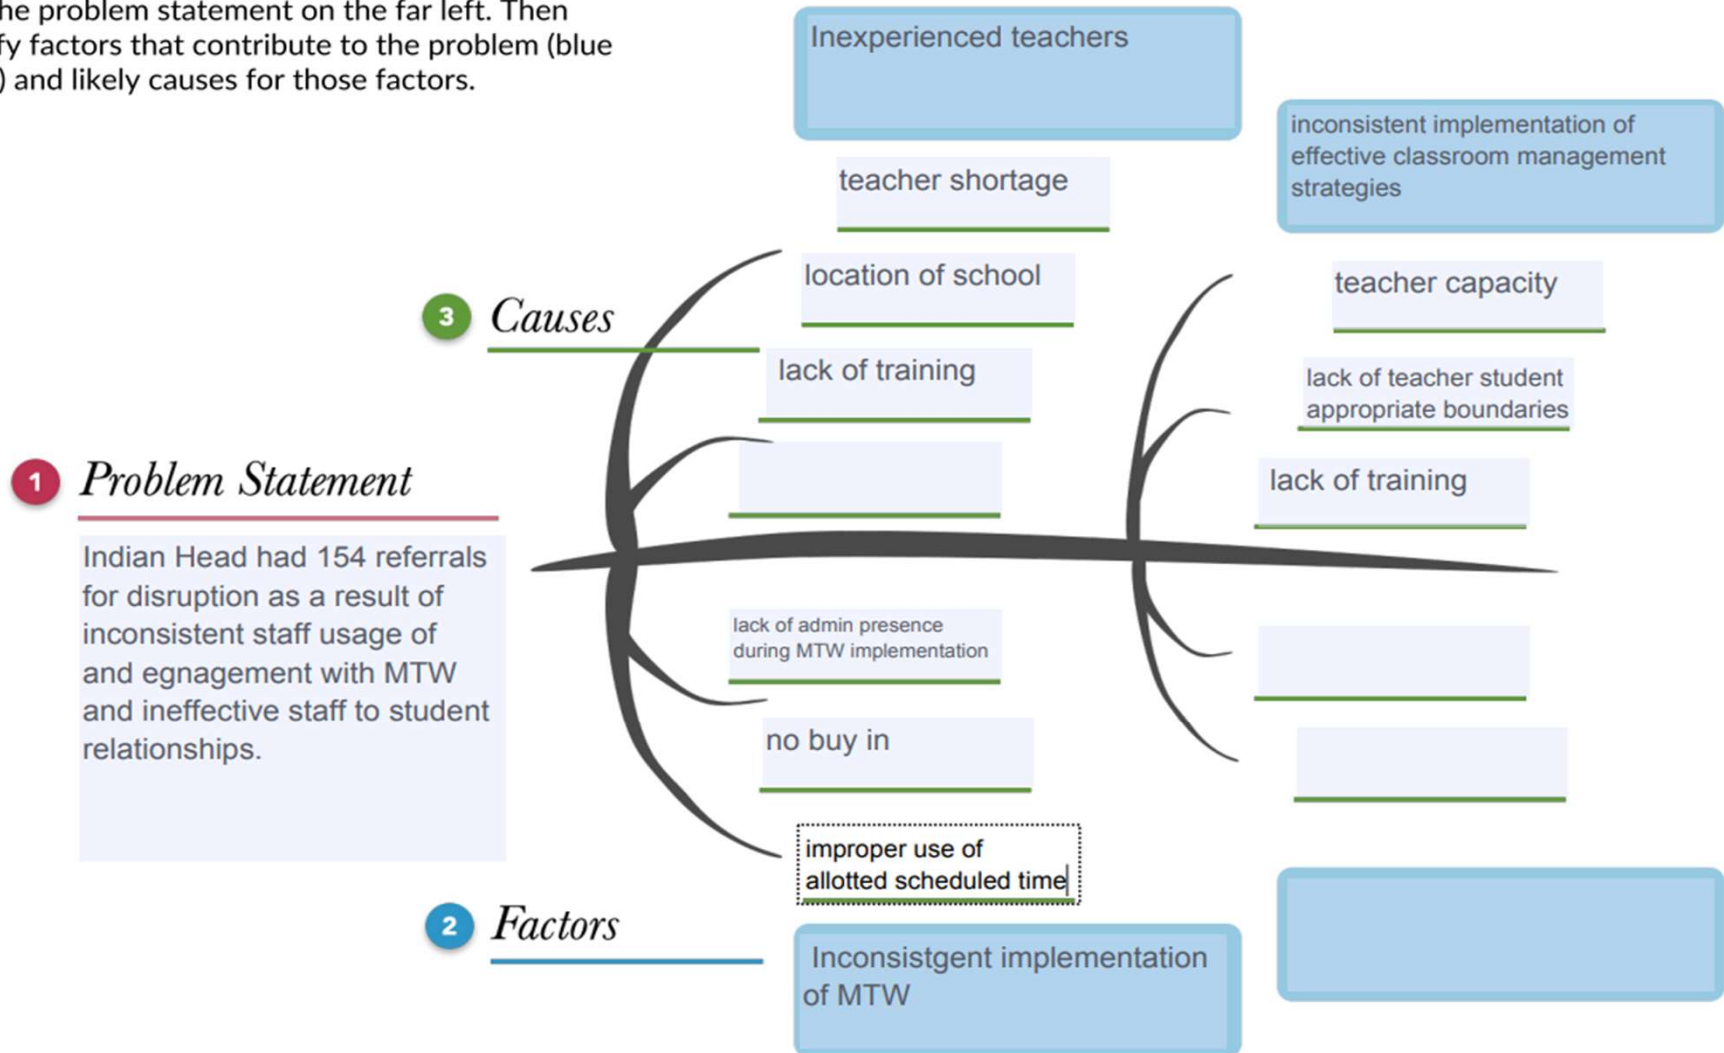 he problem statement on the far left. Then
fy factors that contribute to the problem (blue
) and likely causes for those factors.
Inexperienced teachers
inconsistent implementation of
effective classroom management
strategies
teacher shortage
location of school
teacher capacity
3 Causes
lack of training
lack of teacher student
appropriate boundaries
1 Problem Statement
lack of training
Indian Head had 154 referrals
for disruption as a result of
inconsistent staff usage of
and egnagement with MTW
and ineffective staff to student
relationships.
lack of admin presence
during MTW implementation
no buy in
improper use of
allotted scheduled time
2 Factors
Inconsistgent implementation
of MTW